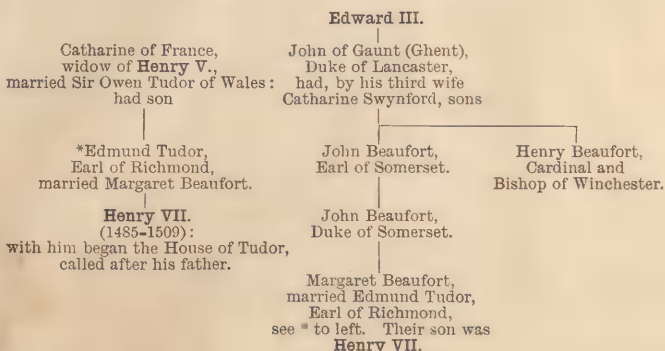 Edward III.
Catharine of France,
widow of Henry V.,
married Sir Owen Tudor of Wales:
had son
*Edmund Tudor,
Earl of Richmond,
married Margaret Beaufort.
Henry VII.
(1485-1509):
with him began the House of Tudor,
called after his father.
John of Gaunt (Ghent),
Duke of Lancaster,
had, by his third wife
Catharine Swynford, sons
John Beaufort,
Earl of Somerset.
John Beaufort,
Duke of Somerset.
Margaret Beaufort,
married Edmund Tudor,
Earl of Richmond,
see * to left. Their son was
Henry VII.
Henry Beaufort,
Cardinal and
Bishop of Winchester.